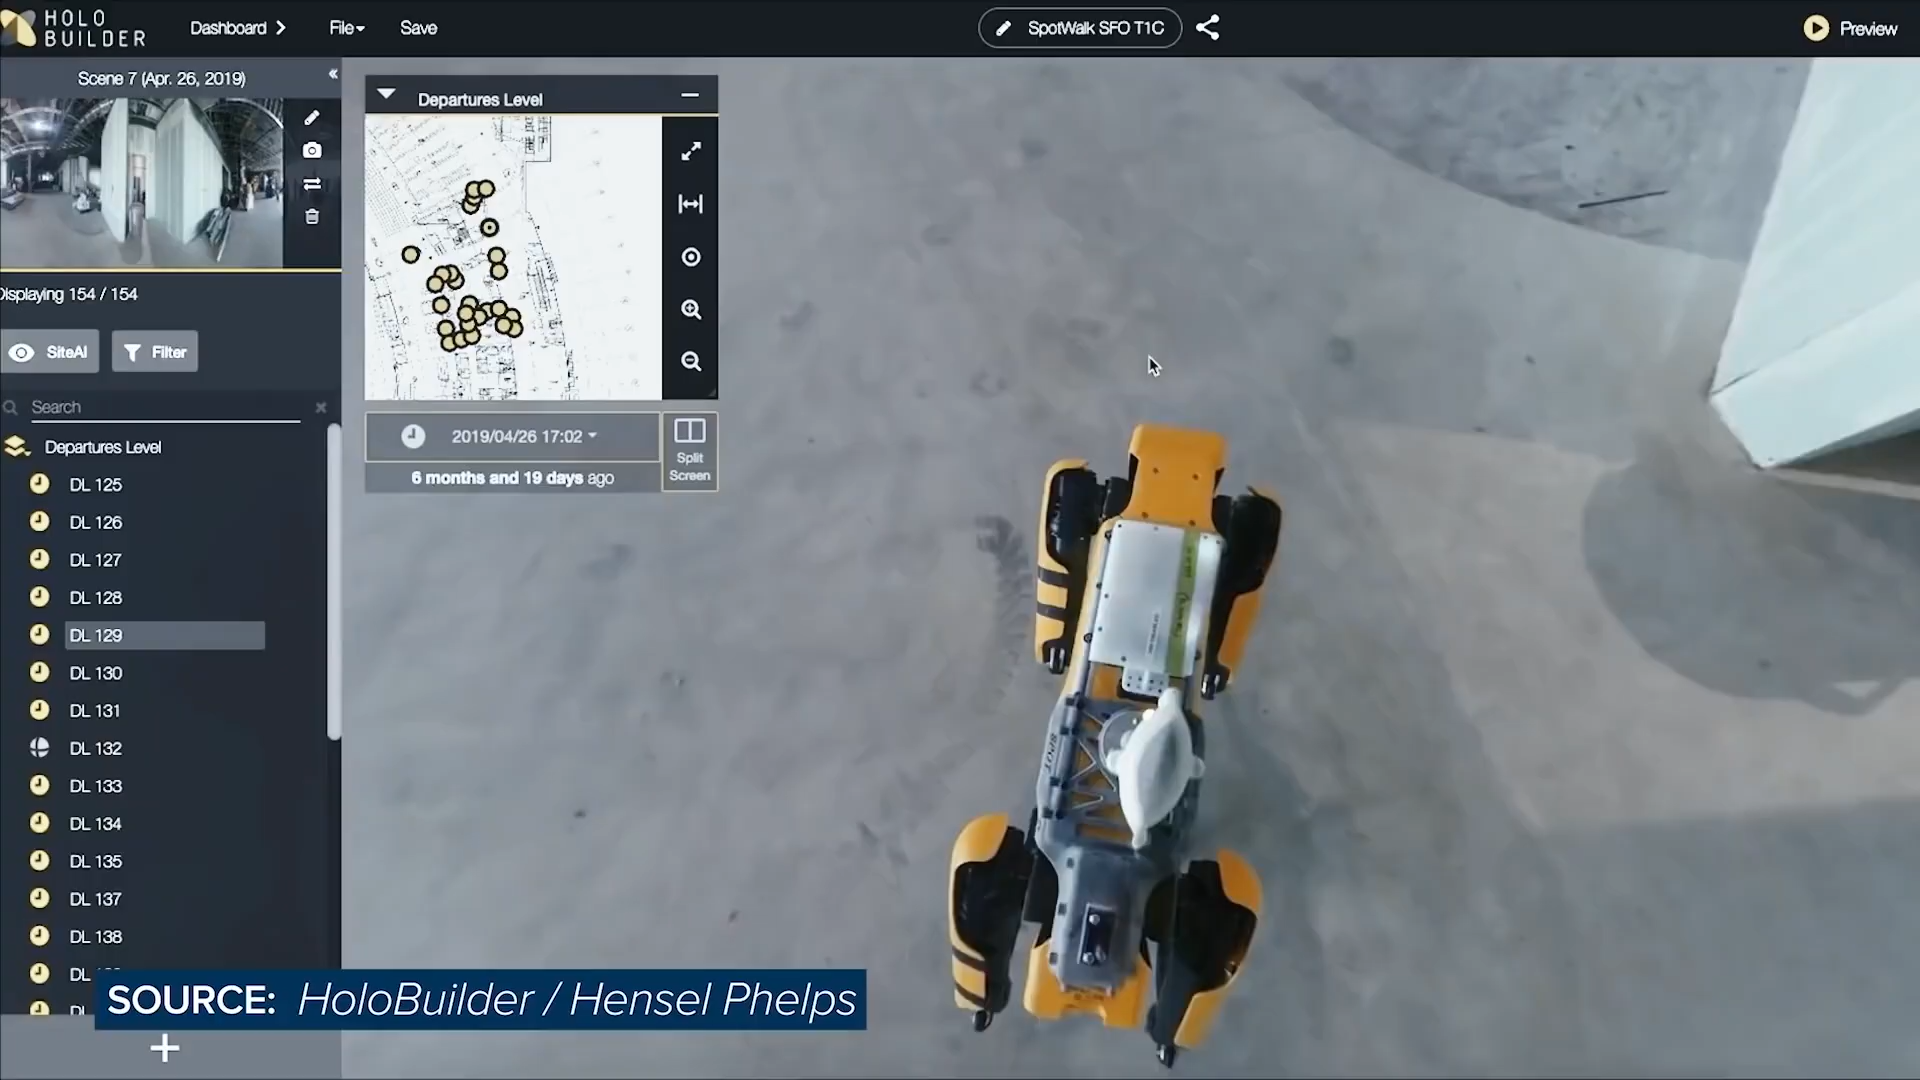 HOLO
BUILDER
Dashboard
File
Save
SpotWalk SFO T1C
Preview
Scene 7 (Apr. 26, 2019)
Departures Level
Displaying 154 / 154
SiteAI
Filter
Search
2019/04/26 17:02
6 months and 19 days ago
Split
Screen
Departures Level
DL 125
DL 126
DL 127
DL 128
DL 129
DL 130
DL 131
DL 132
DL 133
DL 134
DL 135
DL 137
DL 138
DL
DL
SPOT
SOURCE: HoloBuilder / Hensel Phelps